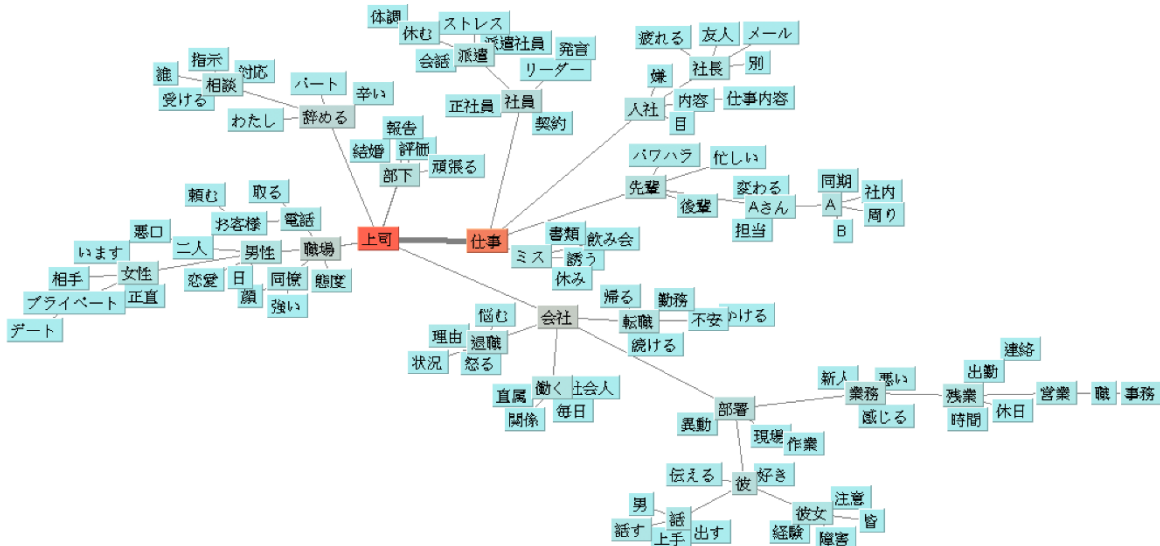 体調
ストレス
休む
派遣社員
会話
派遣
発言
リーダー
社員
正社員
契約
疲れる
友人
メール
社長
別
嫌
入社
内容
仕事内容
目
指示
誰
対応
相談
受ける
パート
辛い
わたし
辞める
報告
結婚
評価
部下
頑張る
パワハラ
忙しい
先輩
後輩
変わる
Aさん
担当
同期
A
社内
周り
B
取る
頼む
お客様
電話
悪口
二人
男性
職場
います
女性
相手
恋愛
日
顔
同僚
強い
態度
プライベート
正直
デート
上司
仕事
書類
飲み会
ミス
誘う
休み
帰る
勤務
会社
転職
不安
かける
続ける
悩む
理由
退職
状況
怒る
直属
働く
社会人
関係
毎日
新人
悪い
業務
感じる
連絡
出勤
残業
時間
休日
営業
職
事務
部署
異動
現場
作業
伝える
好き
彼
男
話
話す
上手
出す
注意
彼女
皆
経験
障害